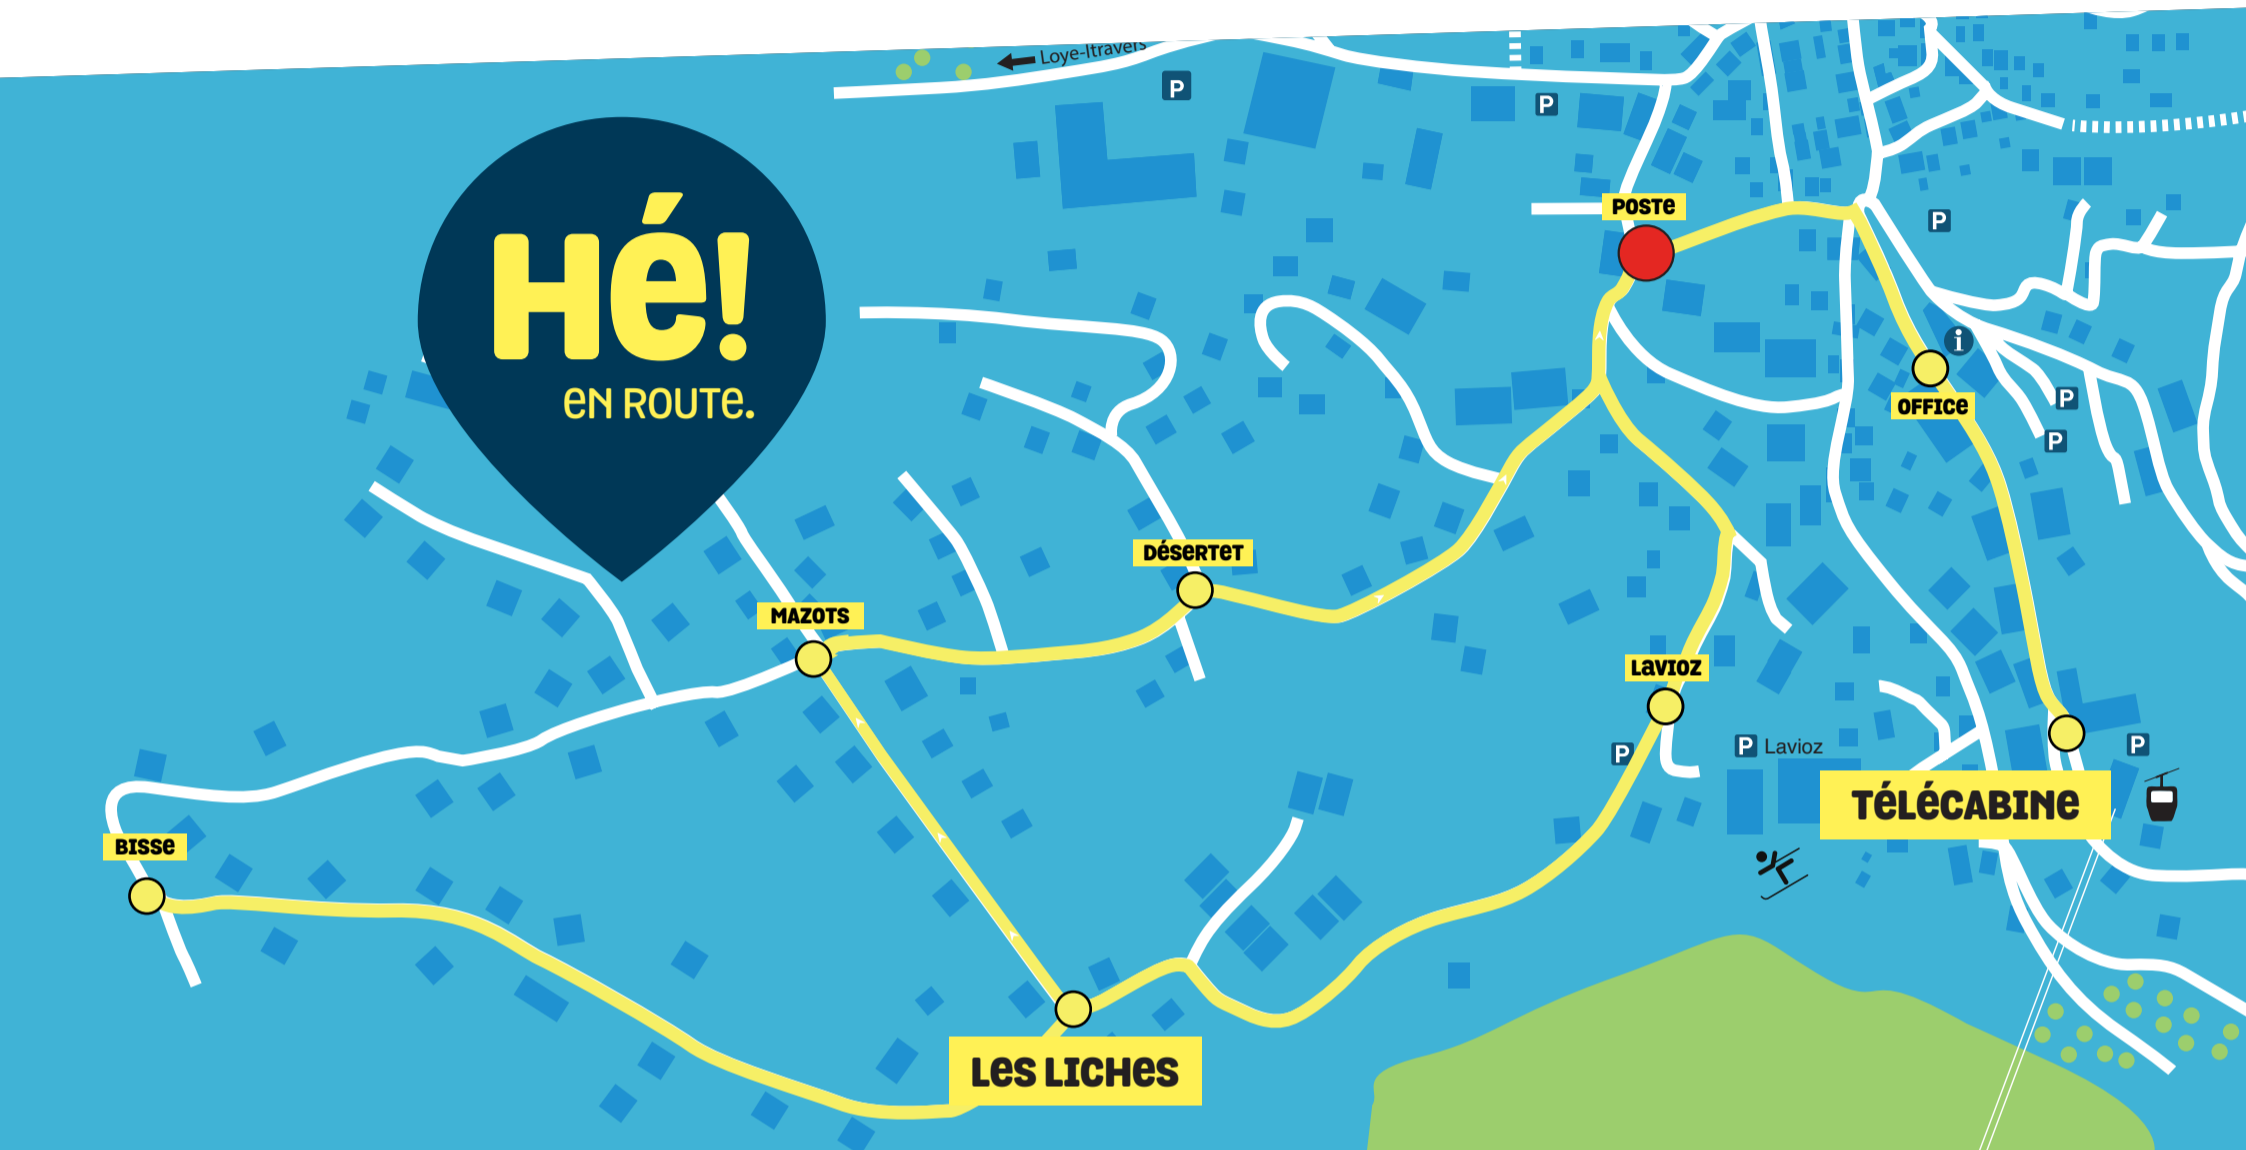 Loye-Itravers
P
P
Hé!
EN ROUTE.
POSTE
P
i
P
OFFICE
P
DÉSERTET
MAZOTS
LAVIOZ
P
P Lavioz
P
TÉLÉCABINE
BISSE
LES LICHES